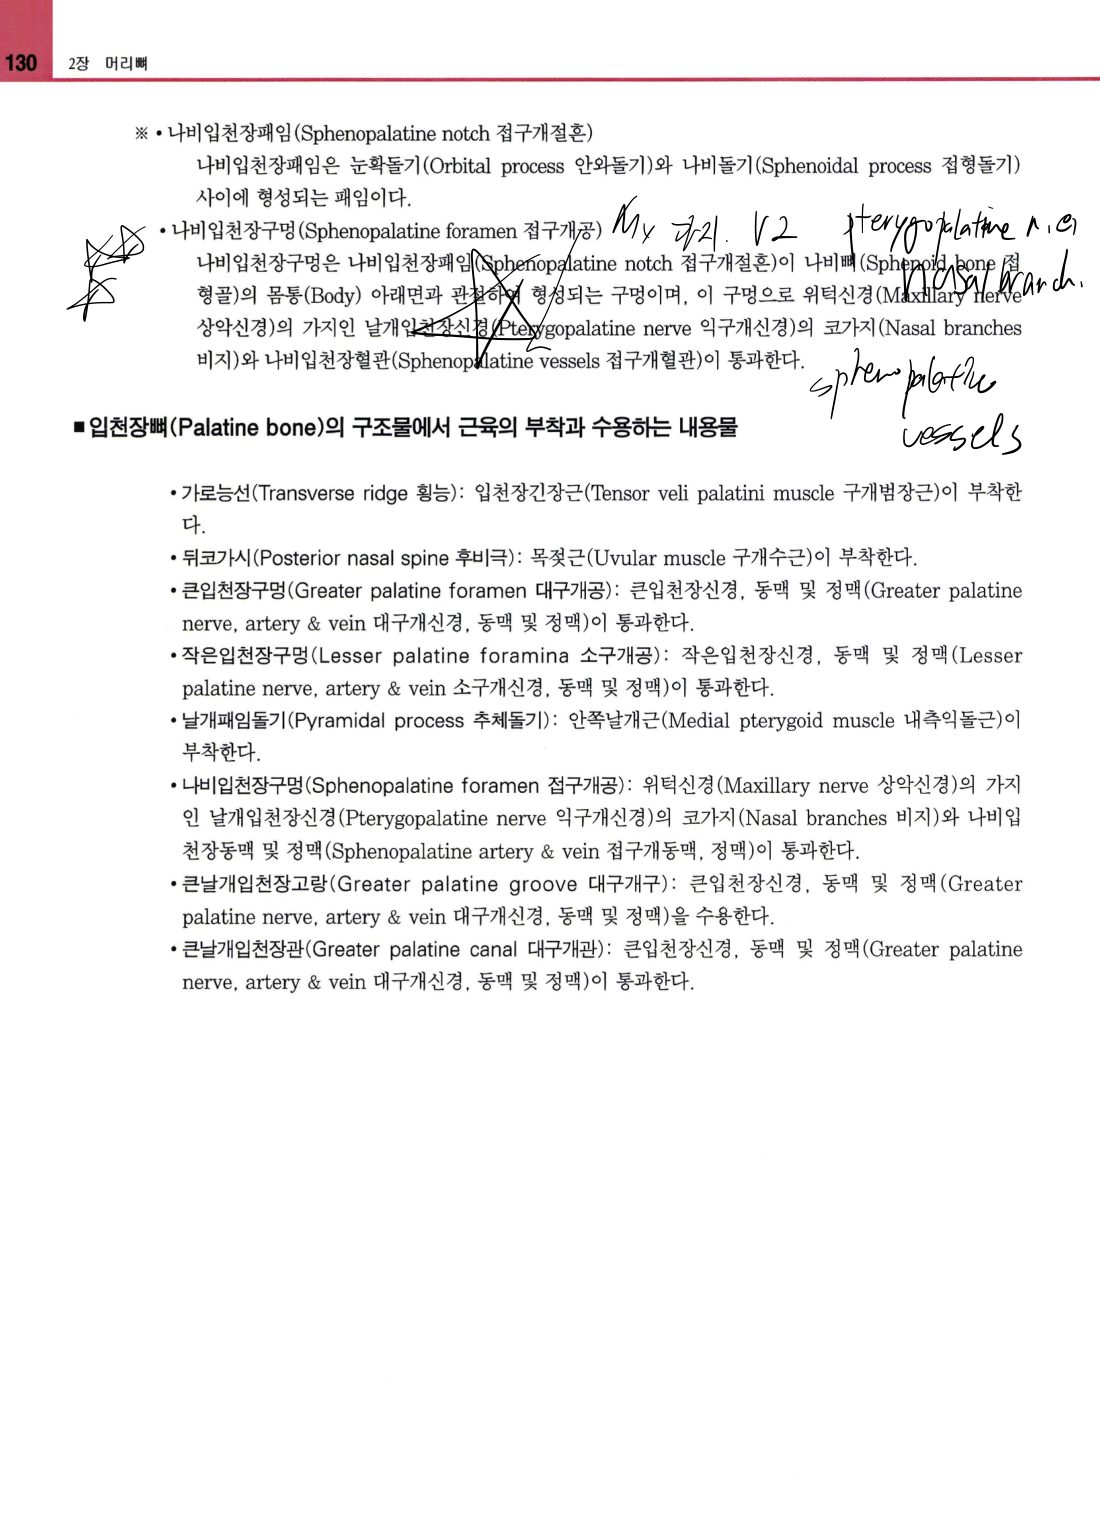 130 2장 머리뼈
※ • 나비입천장패임(Sphenopalatine notch 접구개절흔)
나비입천장패임은 눈확돌기(Orbital process 안와돌기)와 나비돌기(Sphenoidal process 접형돌기)
사이에 형성되는 패임이다.
• 나비입천장구멍(Sphenopalatine foramen 접구개공) Mx 가지. V2 pterygopalatine n.의
나비입천장구멍은 나비입천장패임(Sphenopalatine notch 접구개절흔)이 나비뼈(Sphenoid bone 접
nasal branch.
형골)의 몸통(Body) 아래면과 관절하여 형성되는 구멍이며, 이 구멍으로 위턱신경(Maxillary nerve
상악신경)의 가지인 날개입천장신경(Pterygopalatine nerve 익구개신경)의 코가지(Nasal branches
비지)와 나비입천장혈관(Sphenopalatine vessels 접구개혈관)이 통과한다.
sphenopalatine
vessels
■ 입천장뼈(Palatine bone)의 구조물에서 근육의 부착과 수용하는 내용물
• 가로능선(Transverse ridge 횡능): 입천장긴장근(Tensor veli palatini muscle 구개범장근)이 부착한
다.
• 뒤코가시(Posterior nasal spine 후비극): 목젖근(Uvular muscle 구개수근)이 부착한다.
• 큰입천장구멍(Greater palatine foramen 대구개공): 큰입천장신경, 동맥 및 정맥(Greater palatine
nerve, artery & vein 대구개신경, 동맥 및 정맥)이 통과한다.
• 작은입천장구멍(Lesser palatine foramina 소구개공): 작은입천장신경, 동맥 및 정맥(Lesser
palatine nerve, artery & vein 소구개신경, 동맥 및 정맥)이 통과한다.
• 날개패임돌기(Pyramidal process 추체돌기): 안쪽날개근(Medial pterygoid muscle 내측익돌근)이
부착한다.
• 나비입천장구멍(Sphenopalatine foramen 접구개공): 위턱신경(Maxillary nerve 상악신경)의 가지
인 날개입천장신경(Pterygopalatine nerve 익구개신경)의 코가지(Nasal branches 비지)와 나비입
천장동맥 및 정맥(Sphenopalatine artery & vein 접구개동맥, 정맥)이 통과한다.
• 큰날개입천장고랑(Greater palatine groove 대구개구): 큰입천장신경, 동맥 및 정맥(Greater
palatine nerve, artery & vein 대구개신경, 동맥 및 정맥)을 수용한다.
• 큰날개입천장관(Greater palatine canal 대구개관): 큰입천장신경, 동맥 및 정맥(Greater palatine
nerve, artery & vein 대구개신경, 동맥 및 정맥)이 통과한다.